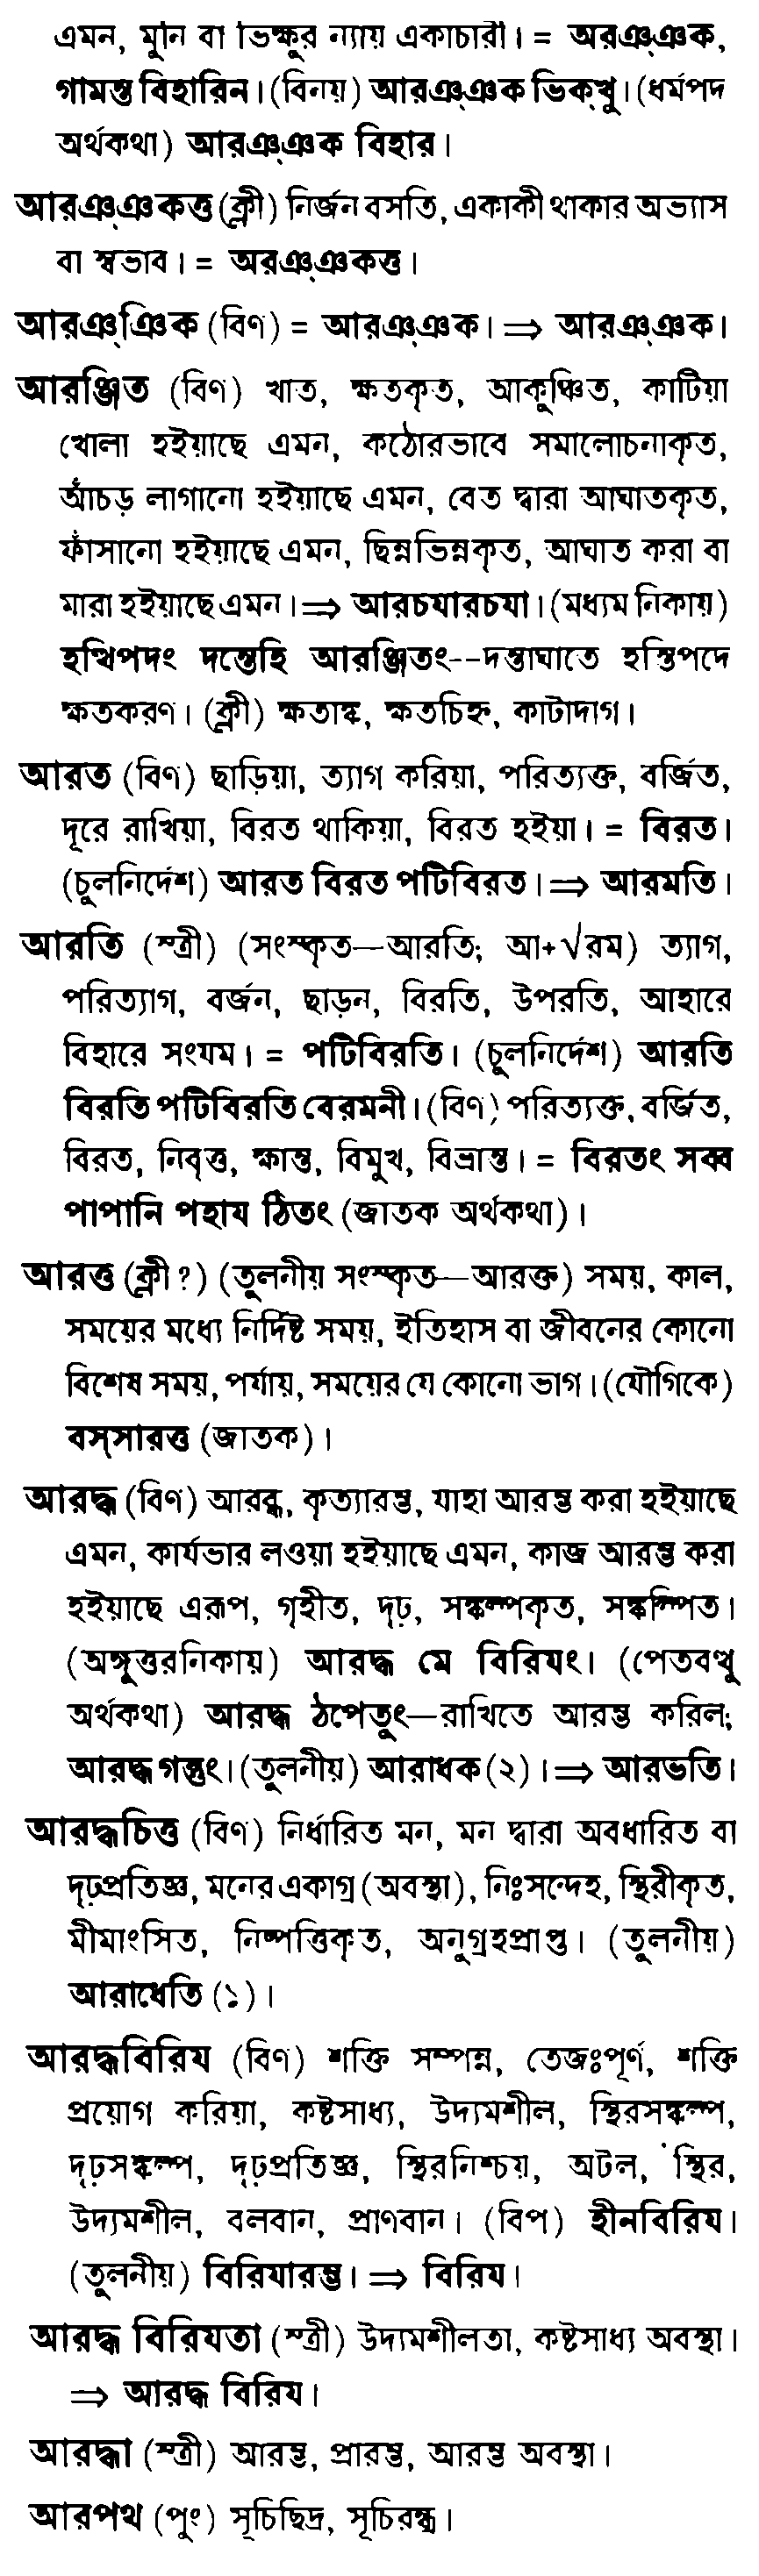 এমন, মুনি বা ভিক্ষুর ন্যায় একাচারী। = অরঞ্ঞক,
গামন্ত বিহারিন। (বিনয়) আরঞ্ঞক ভিক্খু। (ধর্মপদ
অর্থকথা) আরঞ্ঞক বিহার।
আরঞ্ঞকত্ত (ক্লী) নির্জন বসতি, একাকী থাকার অভ্যাস
বা স্বভাব। = অরঞ্ঞকত্ত।
আরঞ্ঞিক (বিণ) = আরঞ্ঞক। ⇒ আরঞ্ঞক।
আরঞ্জিত (বিণ) খাত, ক্ষতকৃত, আকুঞ্চিত, কাটিয়া
খোলা হইয়াছে এমন, কঠোরভাবে সমালোচনাকৃত,
আঁচড় লাগানো হইয়াছে এমন, বেত দ্বারা আঘাতকৃত,
ফাঁসানো হইয়াছে এমন, ছিন্নভিন্নকৃত, আঘাত করা বা
মারা হইয়াছে এমন। ⇒ আরচযারচযা। (মধ্যম নিকায়)
হত্থিপদং দন্তেহি আরঞ্জিতং--দন্তাঘাতে হস্তিপদে
ক্ষতকরণ। (ক্লী) ক্ষতাঙ্ক, ক্ষতচিহ্ন, কাটাদাগ।
আরত (বিণ) ছাড়িয়া, ত্যাগ করিয়া, পরিত্যক্ত, বর্জিত,
দূরে রাখিয়া, বিরত থাকিয়া, বিরত হইয়া। = বিরত।
(চুলনির্দেশ) আরত বিরত পটিবিরত। ⇒ আরমতি।
আরতি (স্ত্রী) (সংস্কৃত—আরতি; আ+√রম) ত্যাগ,
পরিত্যাগ, বর্জন, ছাড়ন, বিরতি, উপরতি, আহারে
বিহারে সংযম। = পটিবিরতি। (চুলনির্দেশ) আরতি
বিরতি পটিবিরতি বেরমনী। (বিণ) পরিত্যক্ত, বর্জিত,
বিরত, নিবৃত্ত, ক্ষান্ত, বিমুখ, বিভ্রান্ত। = বিরতং সব্ব
পাপানি পহায ঠিতং (জাতক অর্থকথা)।
আরত্ত (ক্লী?) (তুলনীয় সংস্কৃত—আরক্ত) সময়, কাল,
সময়ের মধ্যে নির্দিষ্ট সময়, ইতিহাস বা জীবনের কোনো
বিশেষ সময়, পর্যায়, সময়ের যে কোনো ভাগ। (যৌগিকে)
বস্সারত্ত (জাতক)।
আরদ্ধ (বিণ) আরব্ধ, কৃত্যারম্ভ, যাহা আরম্ভ করা হইয়াছে
এমন, কার্যভার লওয়া হইয়াছে এমন, কাজ আরম্ভ করা
হইয়াছে এরূপ, গৃহীত, দৃঢ়, সঙ্কল্পকৃত, সঙ্কল্পিত।
(অঙ্গুত্তরনিকায়) আরদ্ধ মে বিরিযং। (পেতবত্থু
অর্থকথা) আরদ্ধ ঠপেতুং—রাখিতে আরম্ভ করিল;
আরদ্ধ গন্তুং। (তুলনীয়) আরাধক (২)। ⇒ আরভতি।
আরদ্ধচিত্ত (বিণ) নির্ধারিত মন, মন দ্বারা অবধারিত বা
দৃঢ়প্রতিজ্ঞ, মনের একাগ্র (অবস্থা), নিঃসন্দেহ, স্থিরীকৃত,
মীমাংসিত, নিষ্পত্তিকৃত, অনুগ্রহপ্রাপ্ত। (তুলনীয়)
আরাধেতি (১)।
আরদ্ধবিরিয (বিণ) শক্তি সম্পন্ন, তেজঃপূর্ণ, শক্তি
প্রয়োগ করিয়া, কষ্টসাধ্য, উদ্যমশীল, স্থিরসঙ্কল্প,
দৃঢ়সঙ্কল্প, দৃঢ়প্রতিজ্ঞ, স্থিরনিশ্চয়, অটল, স্থির,
উদ্যমশীল, বলবান, প্রাণবান। (বিপ) হীনবিরিয।
(তুলনীয়) বিরিযারম্ভ। ⇒ বিরিয।
আরদ্ধ বিরিযতা (স্ত্রী) উদ্যমশীলতা, কষ্টসাধ্য অবস্থা।
⇒ আরদ্ধ বিরিয।
আরদ্ধা (স্ত্রী) আরম্ভ, প্রারম্ভ, আরম্ভ অবস্থা।
আরপথ (পুং) সূচিছিদ্র, সূচিরন্ধ্র।